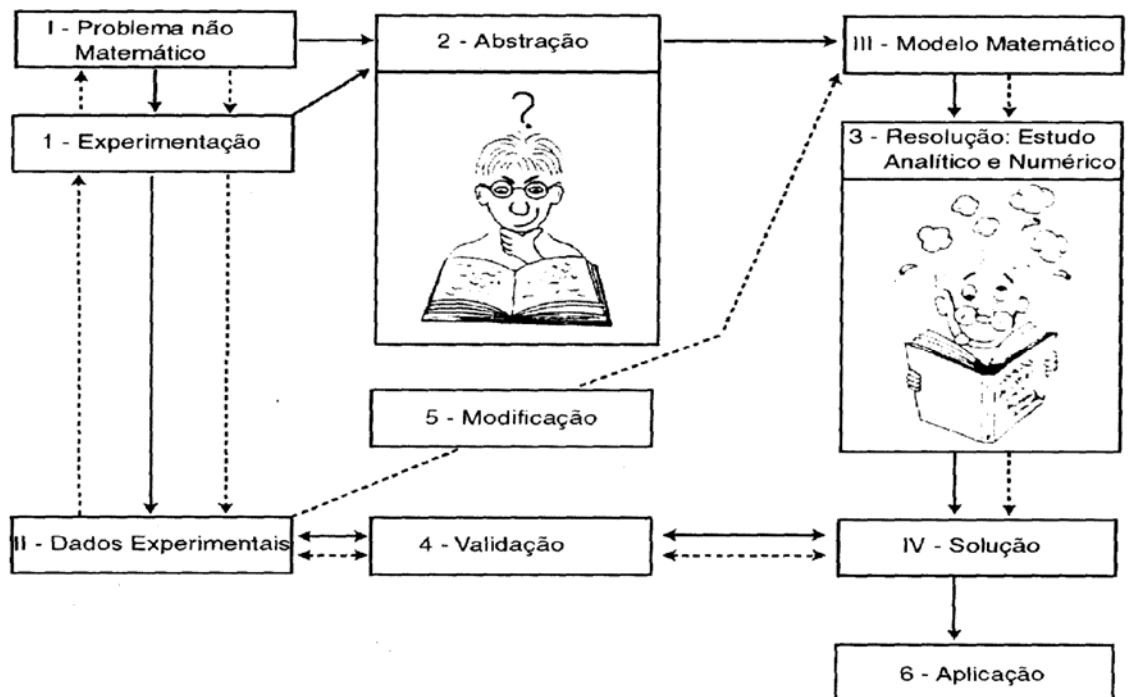 I - Problema não
Matemático
2 - Abstração
III - Modelo Matemático
1 - Experimentação
?
3 - Resolução: Estudo
Analítico e Numérico
5 - Modificação
II - Dados Experimentais
4 - Validação
IV - Solução
6 - Aplicação